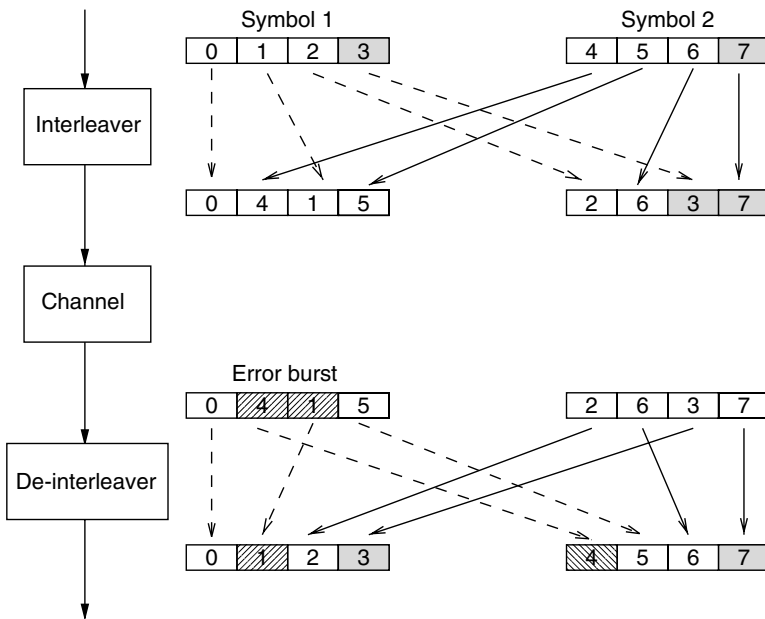 Symbol 1 Symbol 2
0 1 2 3 4 5 6 7
Interleaver
0 4 1 5 2 6 3 7
Channel
Error burst
0 4 1 5 2 6 3 7
De-interleaver
0 1 2 3 4 5 6 7